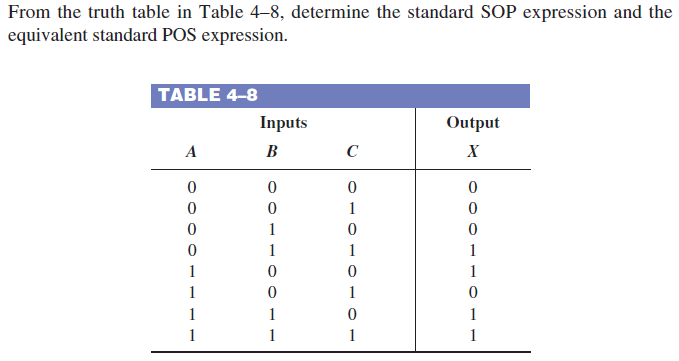 From the truth table in Table 4–8, determine the standard SOP expression and the
equivalent standard POS expression.
TABLE 4–8
Inputs Output
A B C X
0 0 0 0
0 0 1 0
0 1 0 0
0 1 1 1
1 0 0 1
1 0 1 0
1 1 0 1
1 1 1 1